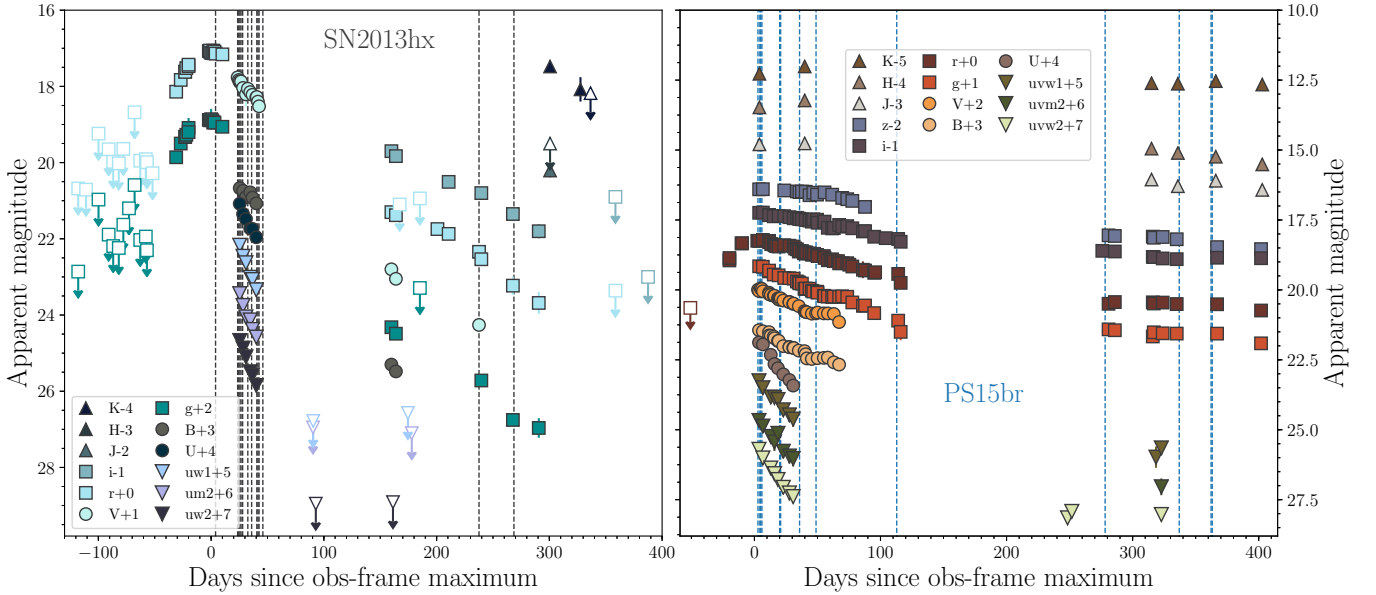 SN2013hx
Apparent magnitude
16
18
20
22
24
26
28
K-4
H-3
J-2
i-1
r+0
V+1
g+2
B+3
U+4
uw1+5
um2+6
uw2+7
−100
0
100
200
300
400
Days since obs-frame maximum
K-5
H-4
J-3
z-2
i-1
r+0
g+1
V+2
B+3
U+4
uvw1+5
uvm2+6
uvw2+7
PS15br
10.0
12.5
15.0
17.5
20.0
22.5
25.0
27.5
Apparent magnitude
0
100
200
300
400
Days since obs-frame maximum